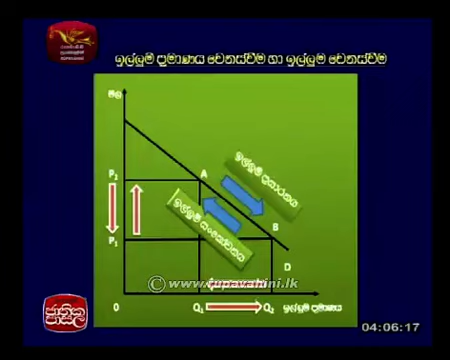 ඉල්ලුම් ප්‍රමාණය වෙනස්වීම හා ඉල්ලුම වෙනස්වීම
මිල
P₂
A
ඉල්ලුම් ප්‍රසාරණය
ඉල්ලුම් සංකෝචනය
B
P₁
D
© www.rupavahini.lk
0
Q₁
Q₂
ඉල්ලුම් ප්‍රමාණය
ජාතික
පාසල
04:06:17